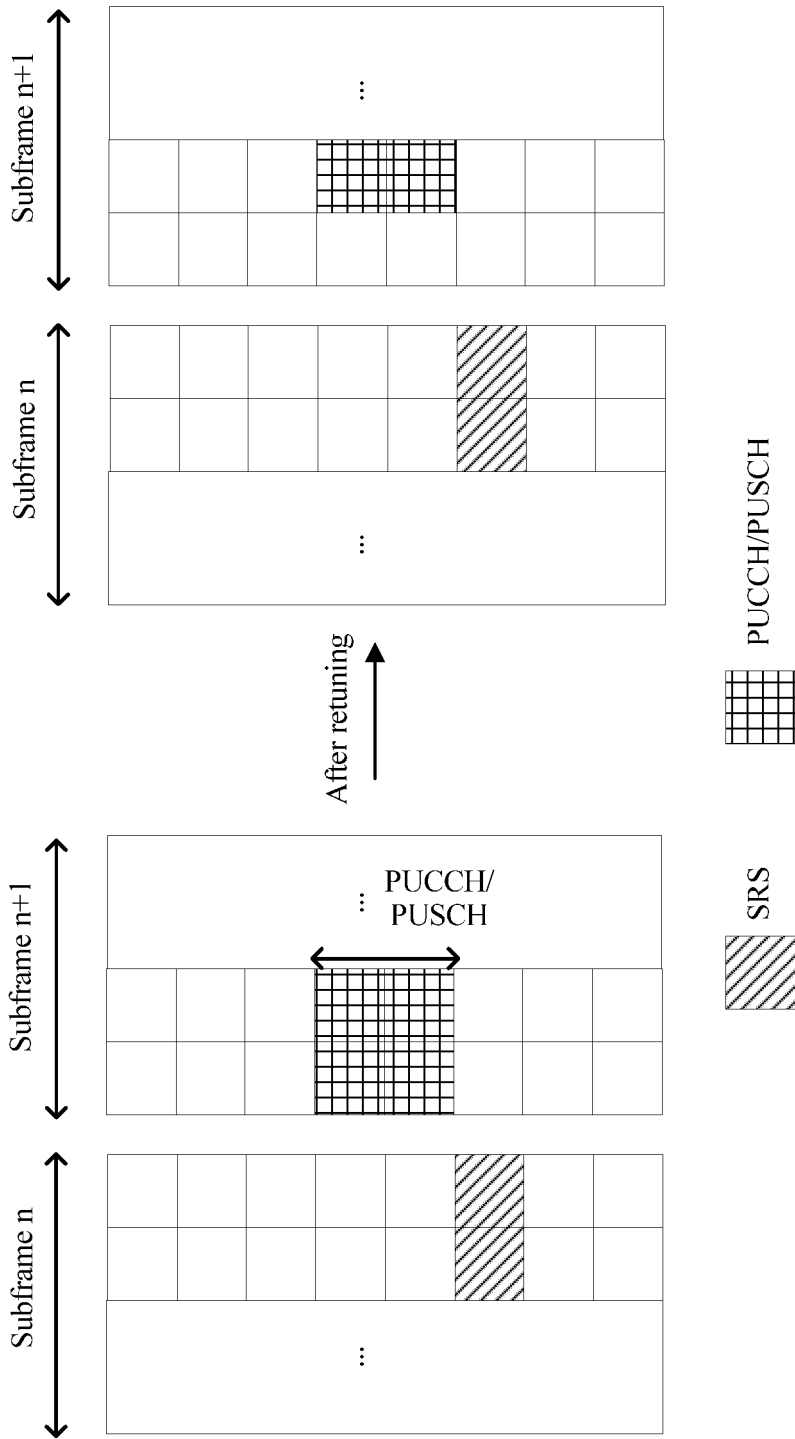 Subframe n
Subframe n+1
...
...
PUCCH/
PUSCH
After retuning
Subframe n
Subframe n+1
...
...
SRS
PUCCH/PUSCH